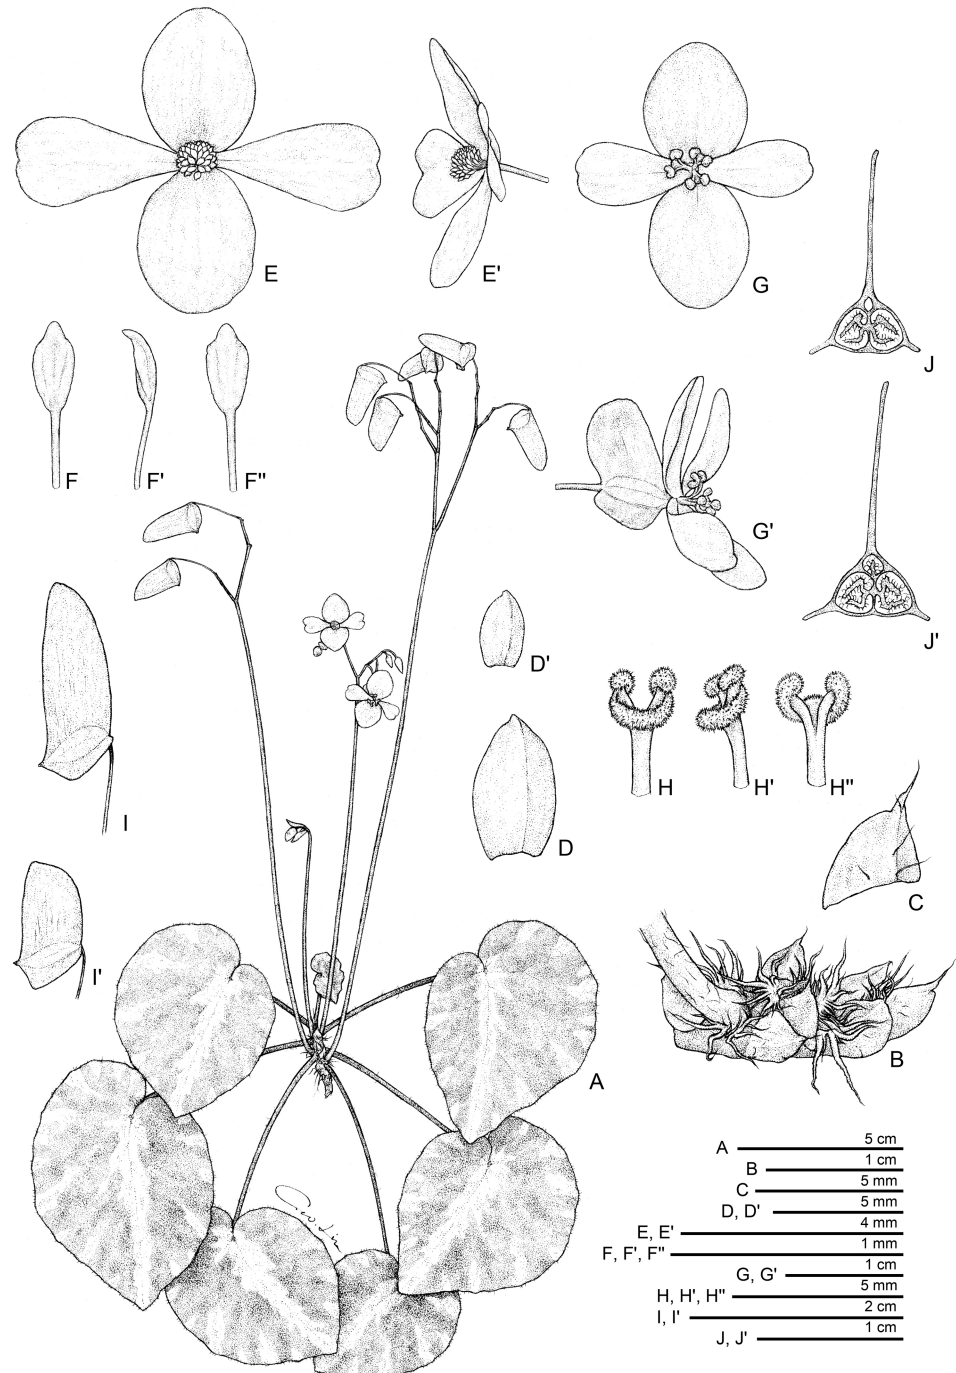 E
E'
G
J
F
F'
F"
G'
J'
D'
I
H
H'
H"
D
C
I'
A
B
A 5 cm
B 1 cm
C 5 mm
D, D' 5 mm
E, E' 4 mm
F, F', F" 1 mm
G, G' 1 cm
H, H', H" 5 mm
I, I' 2 cm
J, J' 1 cm